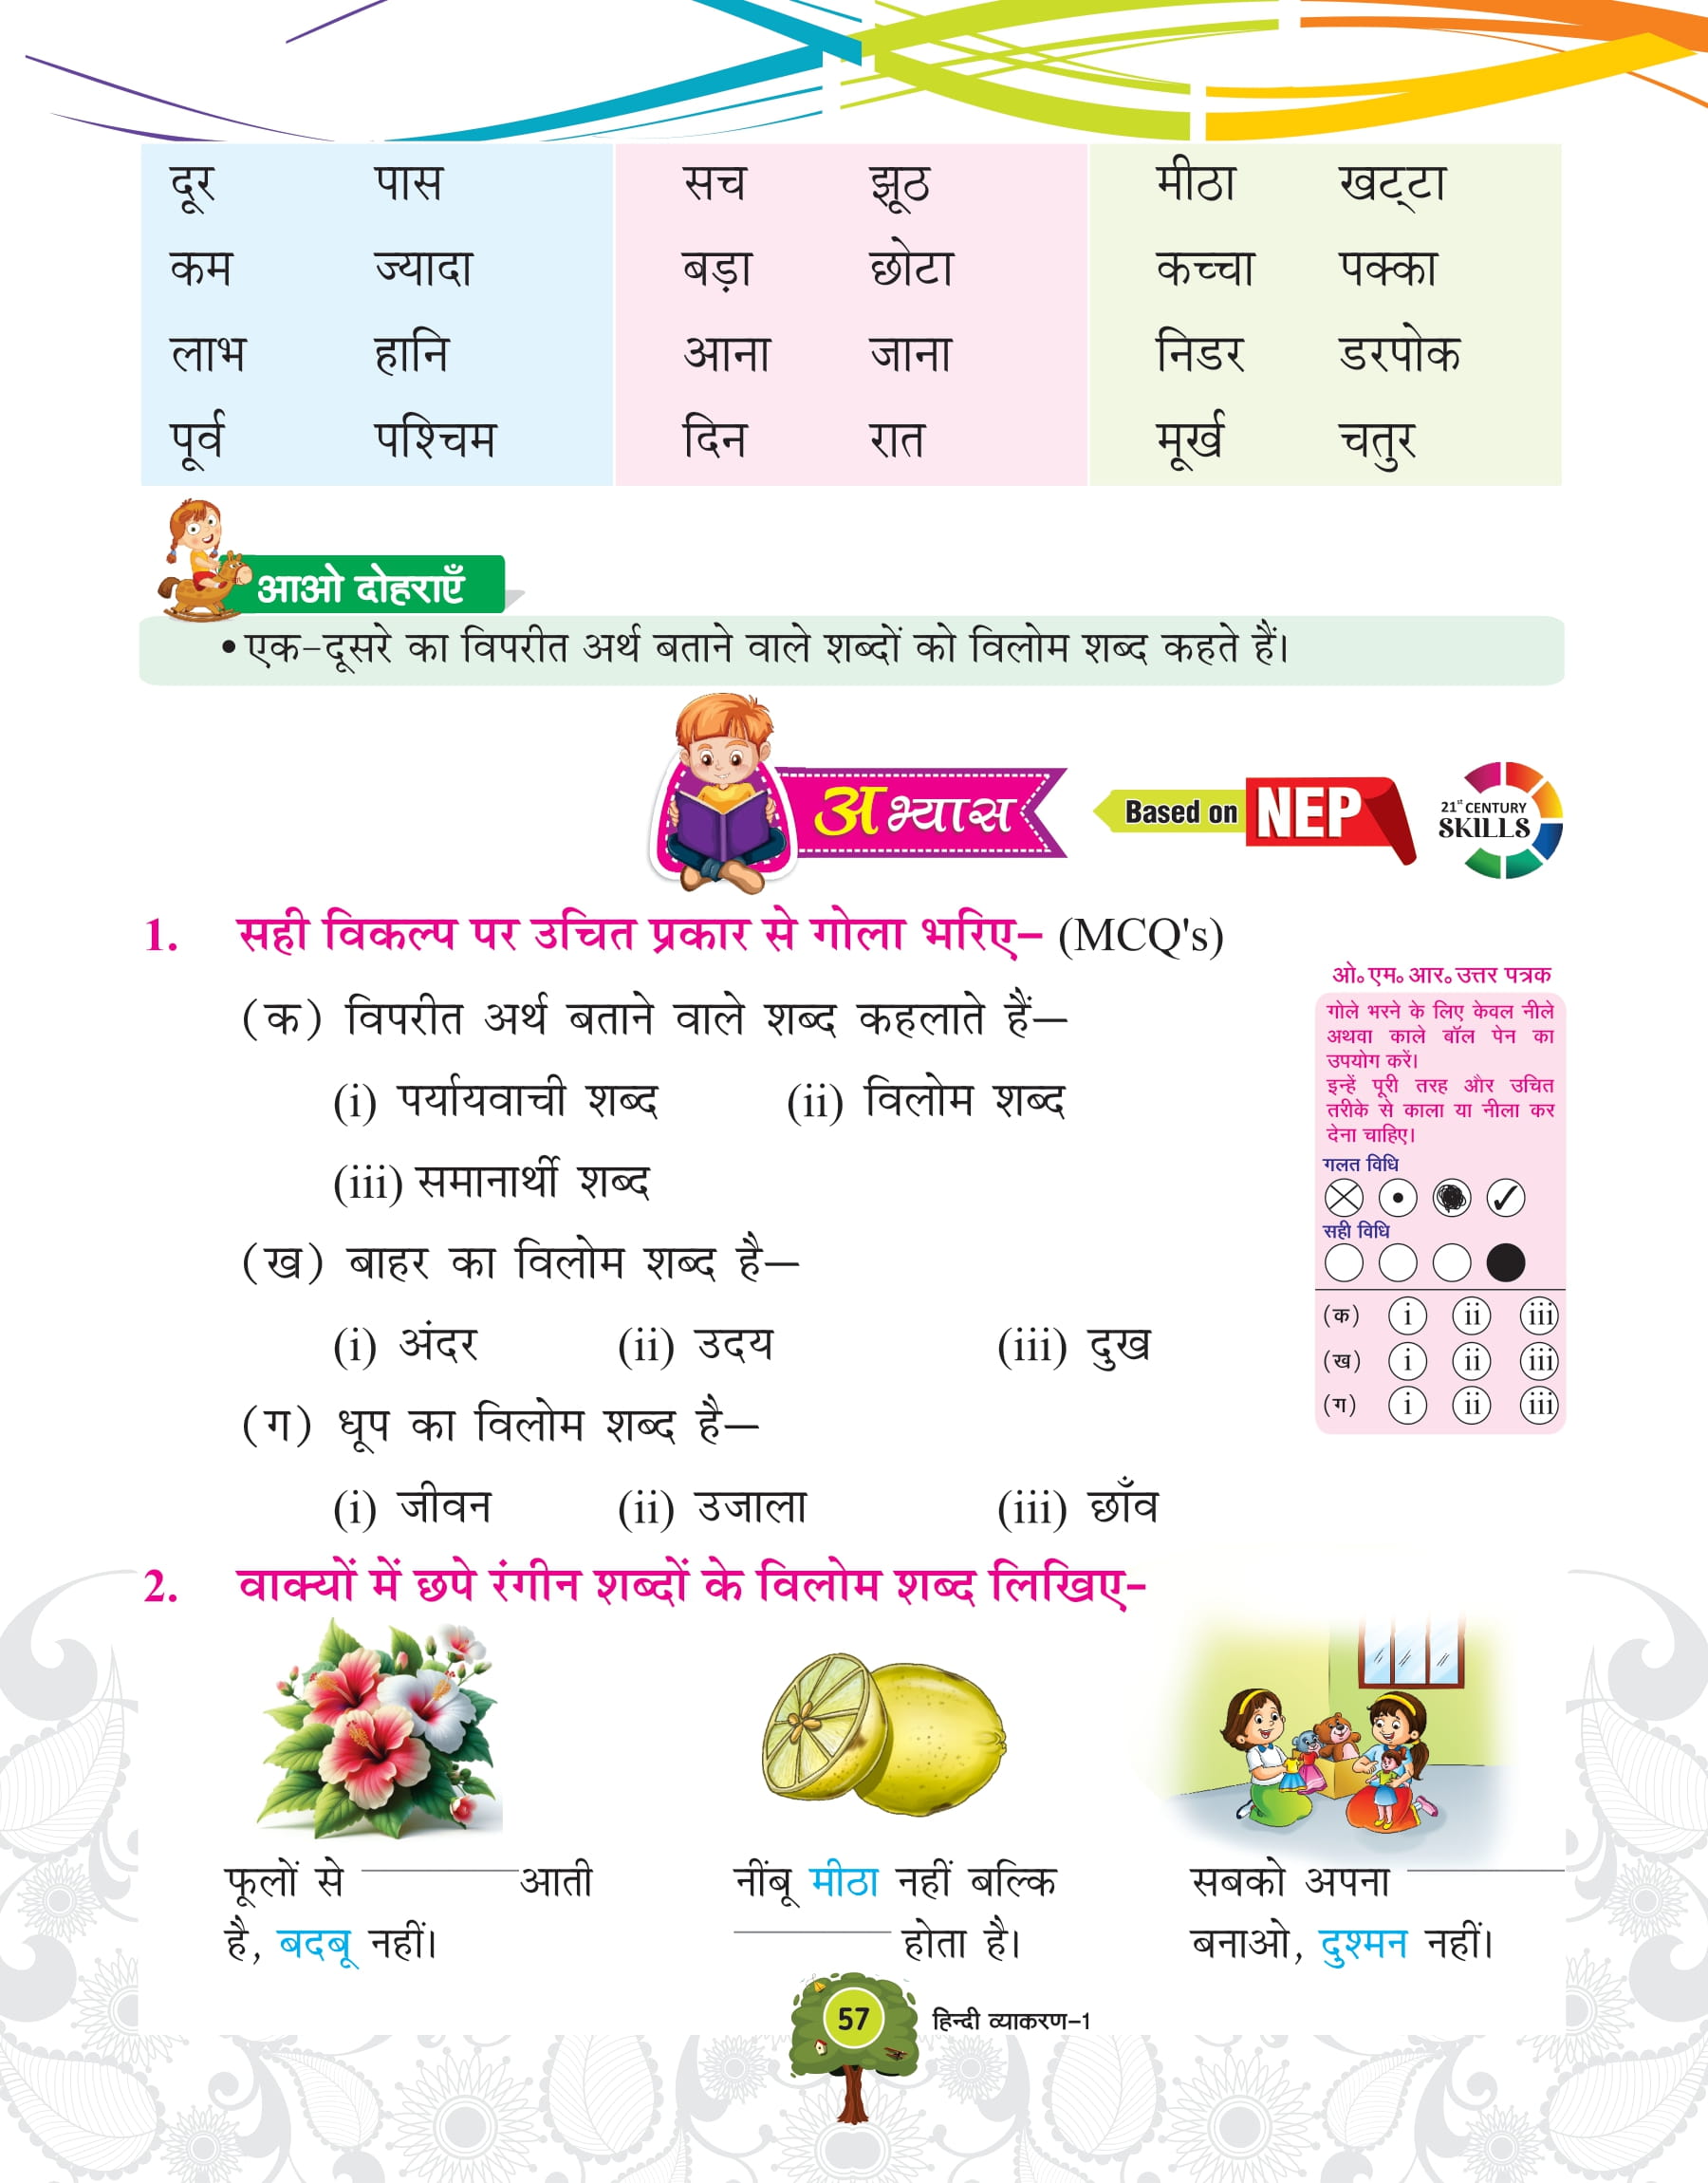 दूर पास सच झूठ मीठा खट्‌टा
कम ज्यादा बड़ा छोटा कच्चा पक्का
लाभ हानि आना जाना निडर डरपोक
पूर्व पश्चिम दिन रात मूर्ख चतुर
आओ दोहराएँ
• एक-दूसरे का विपरीत अर्थ बताने वाले शब्दों को विलोम शब्द कहते हैं।
अभ्यास
Based on NEP
21st CENTURY
SKILLS
1. सही विकल्प पर उचित प्रकार से गोला भरिए– (MCQ's)
(क) विपरीत अर्थ बताने वाले शब्द कहलाते हैं—
(i) पर्यायवाची शब्द (ii) विलोम शब्द
(iii) समानार्थी शब्द
(ख) बाहर का विलोम शब्द है—
(i) अंदर (ii) उदय (iii) दुख
(ग) धूप का विलोम शब्द है—
(i) जीवन (ii) उजाला (iii) छाँव
ओ॰ एम॰ आर॰ उत्तर पत्रक
गोले भरने के लिए केवल नीले
अथवा काले बॉल पेन का
उपयोग करें।
इन्हें पूरी तरह और उचित
तरीके से काला या नीला कर
देना चाहिए।
गलत विधि
सही विधि
(क) i ii iii
(ख) i ii iii
(ग) i ii iii
2. वाक्यों में छपे रंगीन शब्दों के विलोम शब्द लिखिए-
फूलों से ________ आती
है, बदबू नहीं।
नींबू मीठा नहीं बल्कि
________ होता है।
सबको अपना ________
बनाओ, दुश्मन नहीं।
57
हिन्दी व्याकरण-1